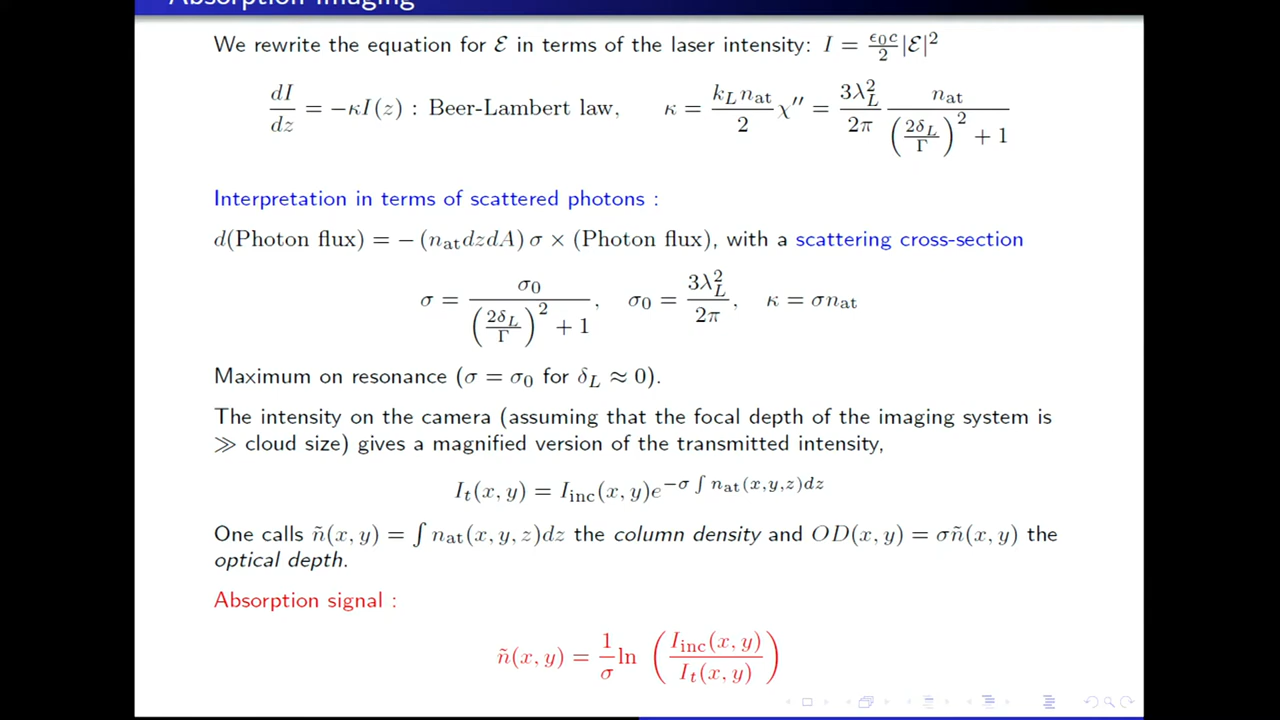 Absorption Imaging
We rewrite the equation for ℰ in terms of the laser intensity: I = ϵ₀c/2 |ℰ|²
dI/dz = −κI(z) : Beer-Lambert law, κ = k_L n_at/2 χ″ = 3λ_L²/2π n_at/((2δ_L/Γ)² + 1)
Interpretation in terms of scattered photons :
d(Photon flux) = − (n_at dzdA) σ × (Photon flux), with a scattering cross-section
σ = σ₀/((2δ_L/Γ)² + 1), σ₀ = 3λ_L²/2π, κ = σn_at
Maximum on resonance (σ = σ₀ for δ_L ≈ 0).
The intensity on the camera (assuming that the focal depth of the imaging system is
≫ cloud size) gives a magnified version of the transmitted intensity,
I_t(x, y) = I_inc(x, y)e^{−σ ∫ n_at(x,y,z)dz}
One calls ñ(x, y) = ∫ n_at(x, y, z)dz the column density and OD(x, y) = σñ(x, y) the
optical depth.
Absorption signal :
ñ(x, y) = 1/σ ln (I_inc(x, y)/I_t(x, y))